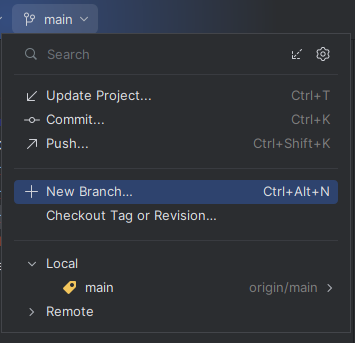 main
Search
Update Project... Ctrl+T
Commit... Ctrl+K
Push... Ctrl+Shift+K
New Branch... Ctrl+Alt+N
Checkout Tag or Revision...
Local
main origin/main
Remote